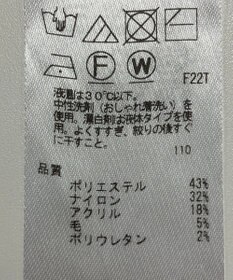 F W
F22T
液温は30℃以下。
中性洗剤(おしゃれ着洗い)を
使用。漂白剤は液体タイプを使
用。よくすすぎ、絞りの後すぐ
に干すこと。
110
品質
ポリエステル 43%
ナイロン 32%
アクリル 18%
毛 5%
ポリウレタン 2%